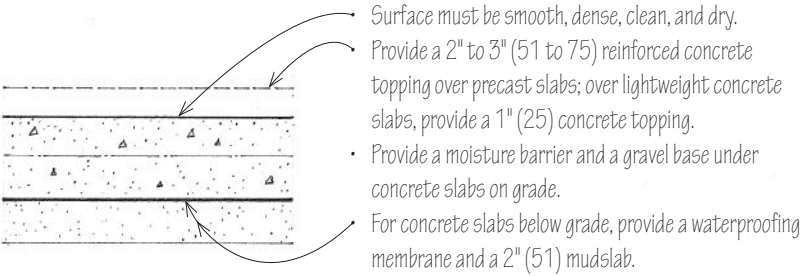 • Surface must be smooth, dense, clean, and dry.
• Provide a 2" to 3" (51 to 75) reinforced concrete
topping over precast slabs; over lightweight concrete
slabs, provide a 1" (25) concrete topping.
• Provide a moisture barrier and a gravel base under
concrete slabs on grade.
• For concrete slabs below grade, provide a waterproofing
membrane and a 2" (51) mudslab.